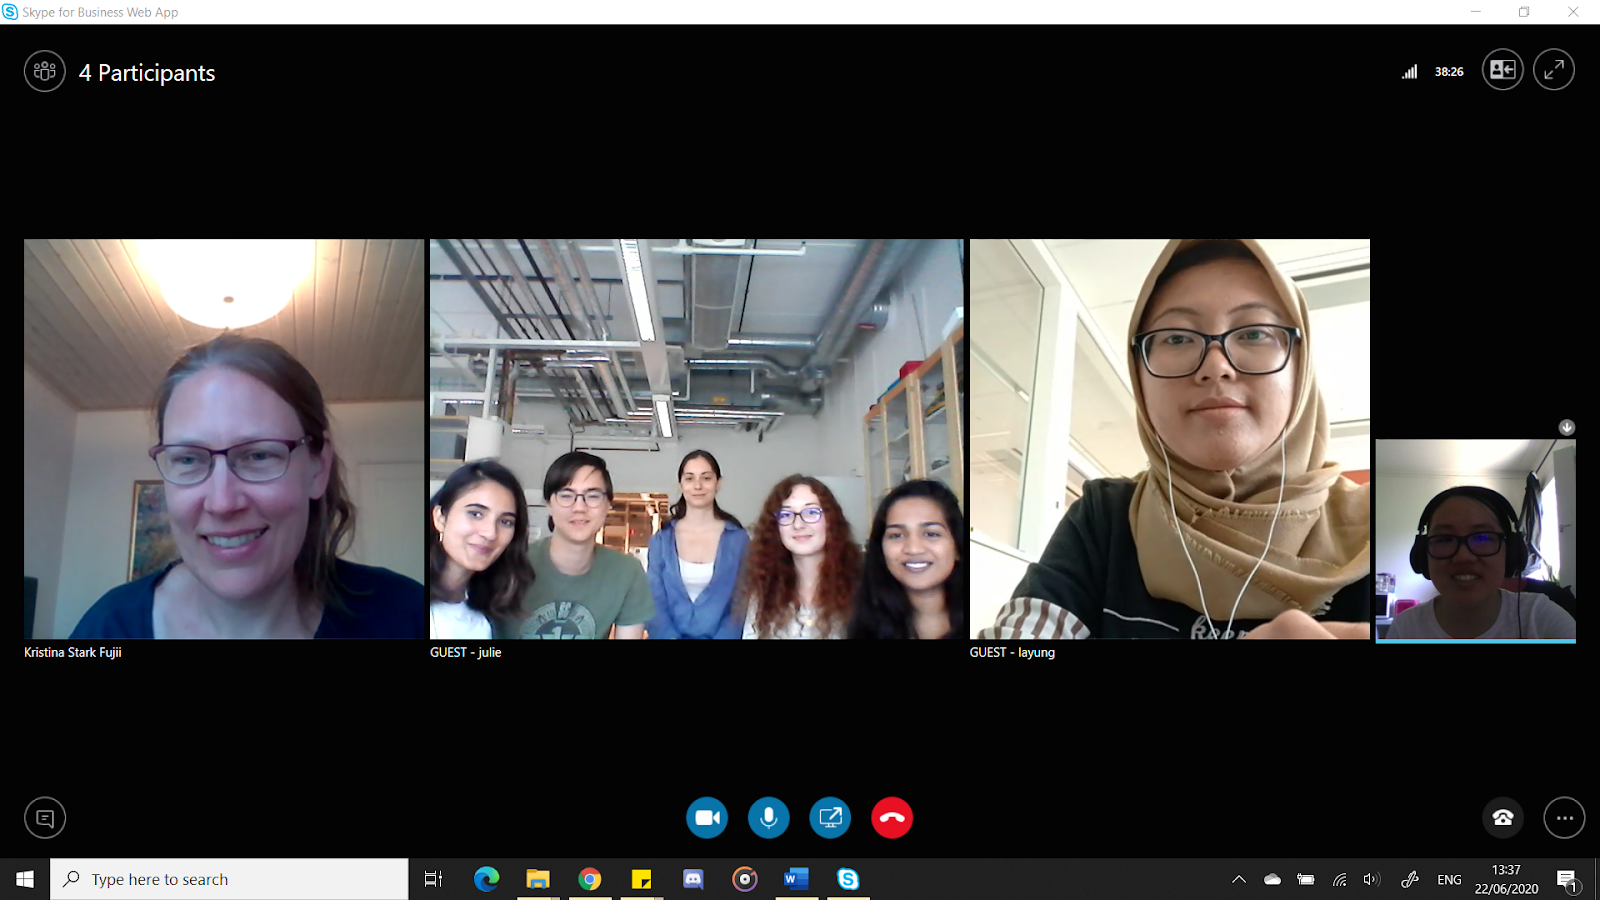 Skype for Business Web App
4 Participants
38:26
Kristina Stark Fujii
GUEST - julie
GUEST - layung
Type here to search
ENG
13:37
22/06/2020
1